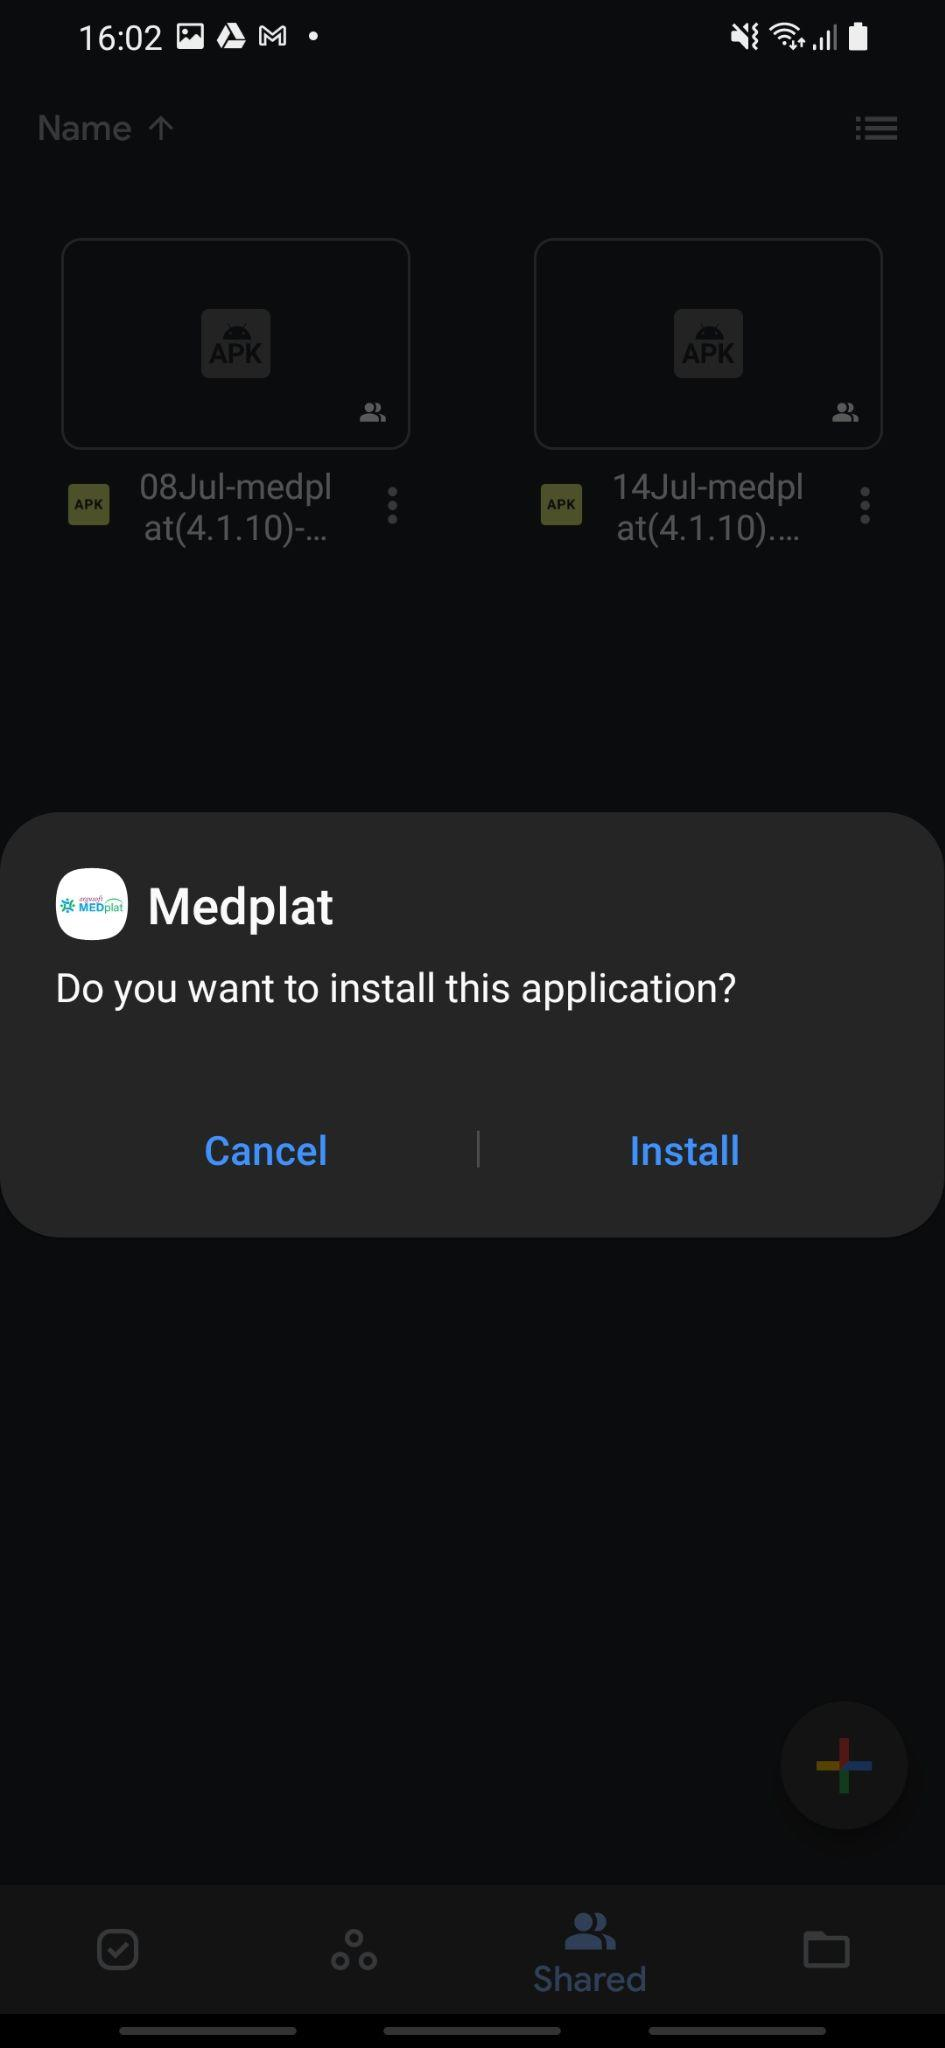 16:02
Name
APK
APK
APK
08Jul-medpl
at(4.1.10)-...
APK
14Jul-medpl
at(4.1.10)....
argusoft
MEDplat
Medplat
Do you want to install this application?
Cancel
Install
Shared